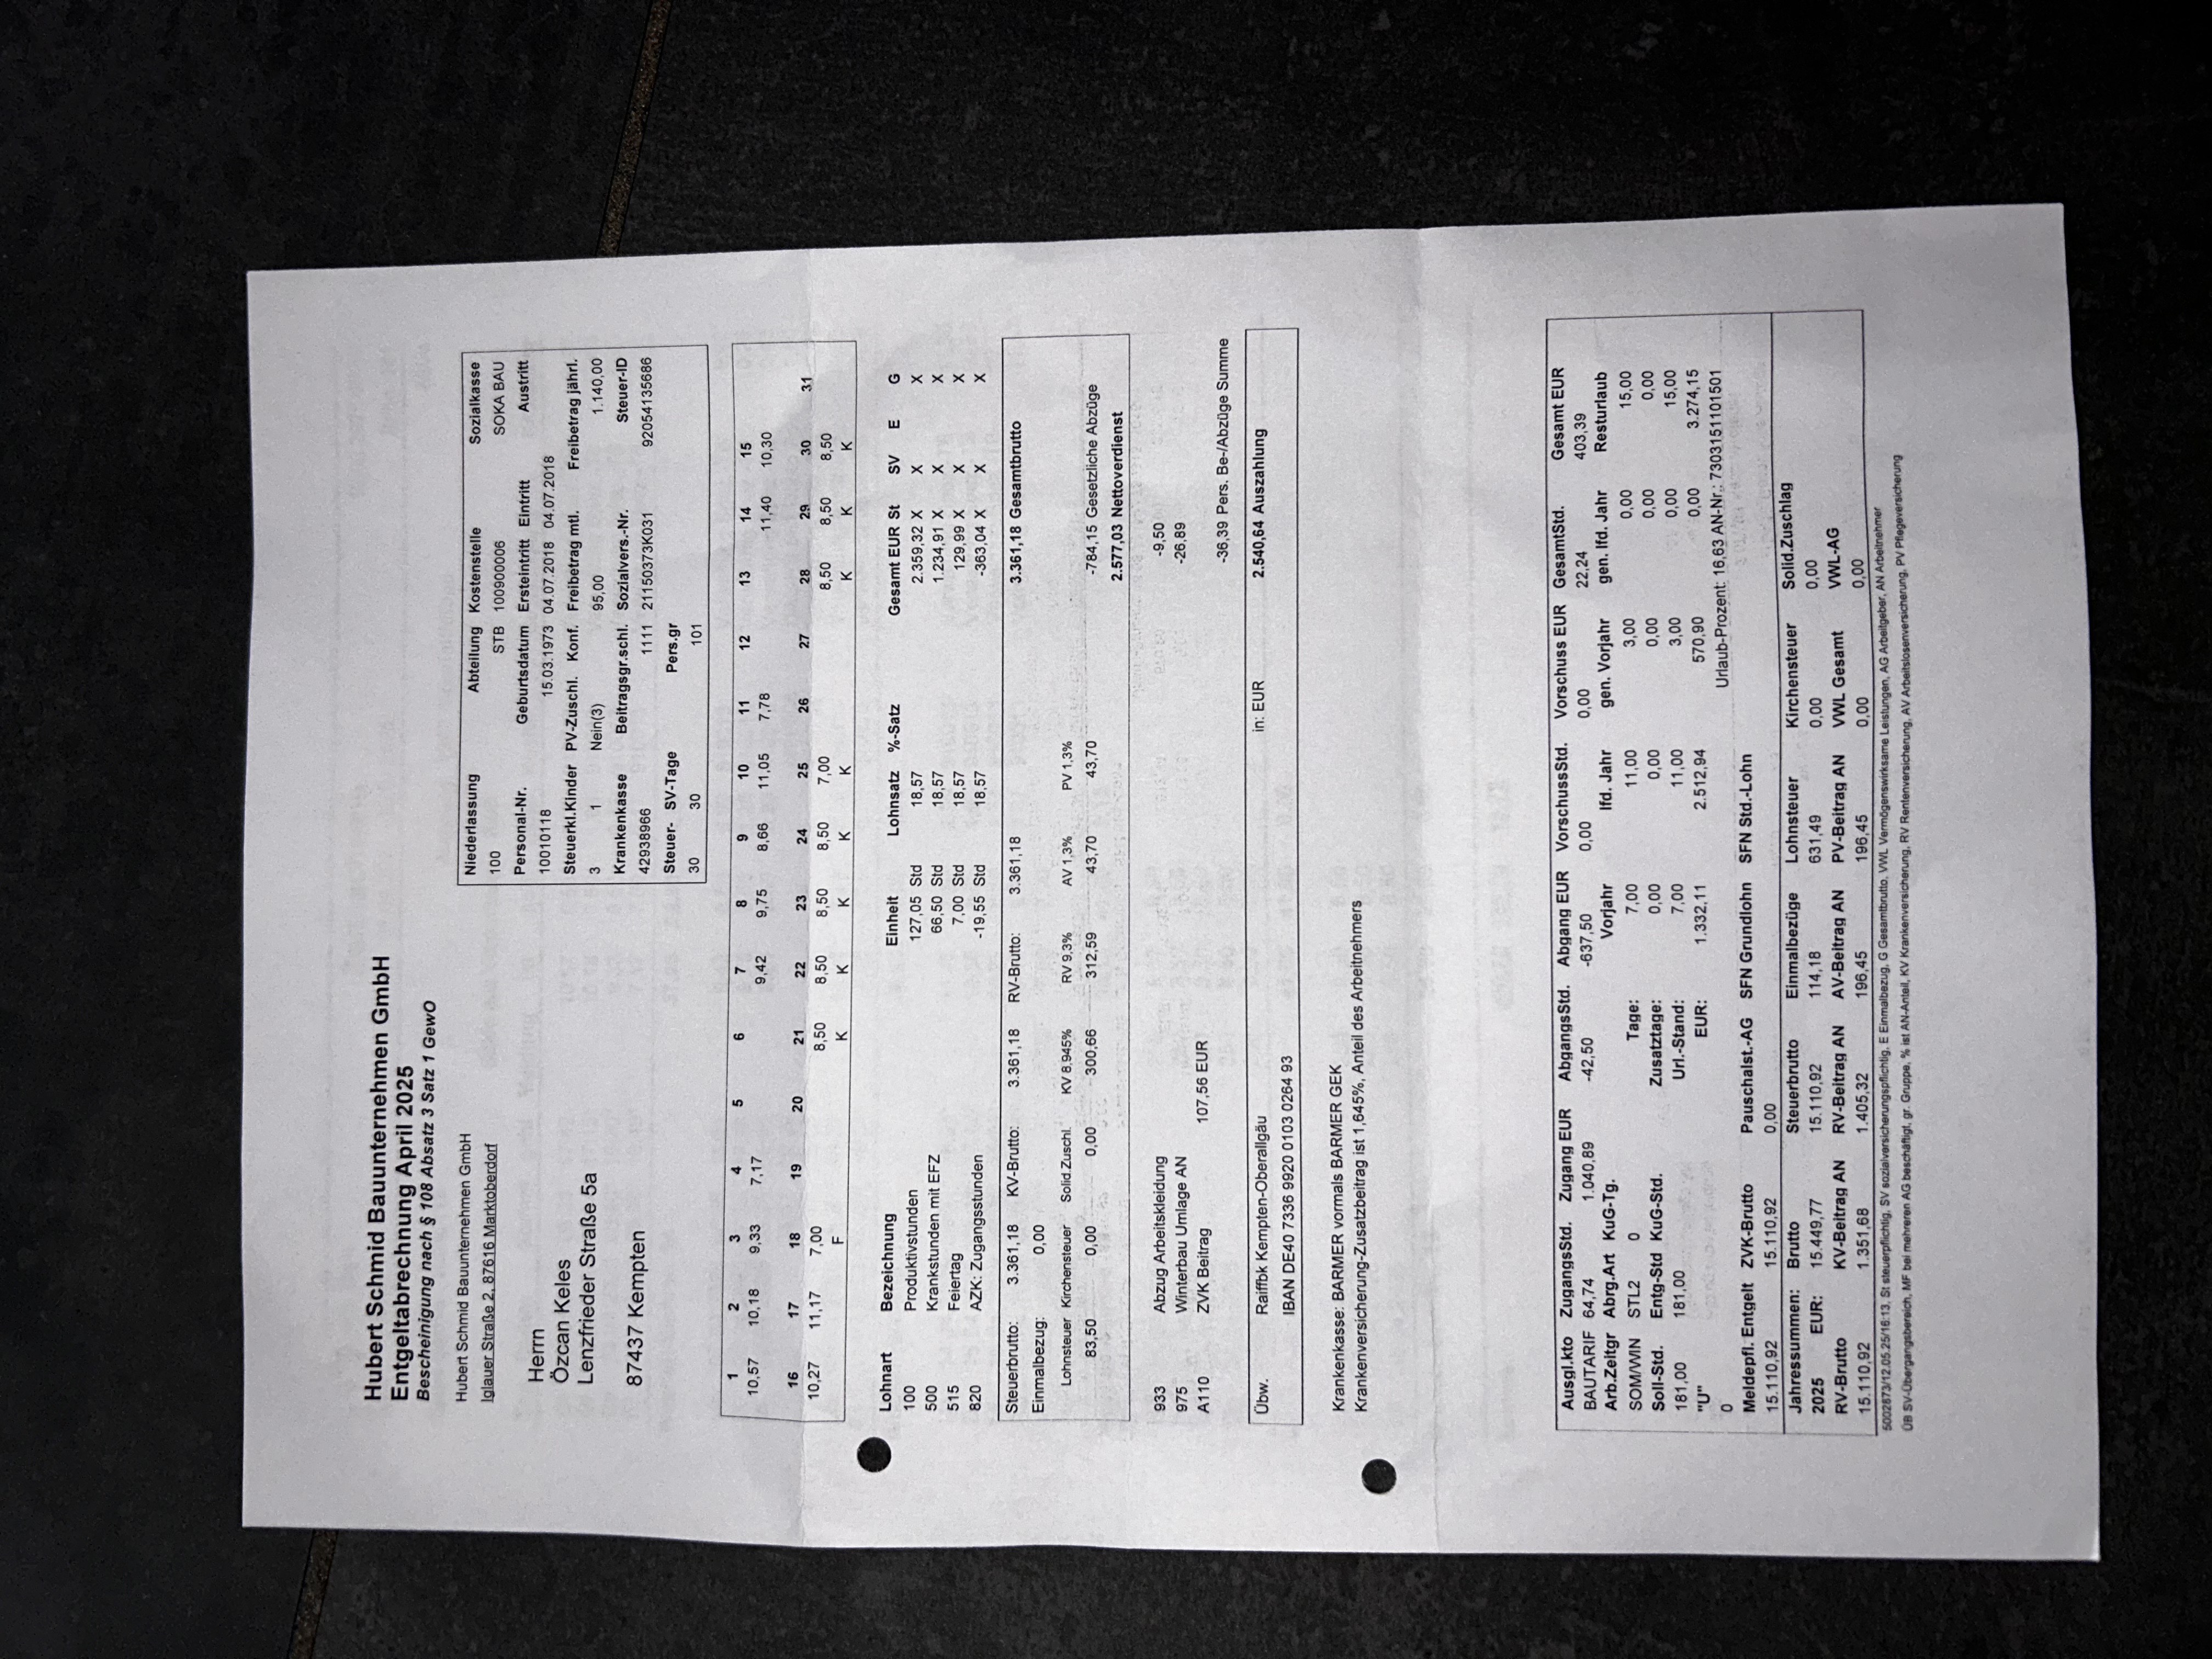 Hubert Schmid Bauunternehmen GmbH
Entgeltabrechnung April 2025
Bescheinigung nach § 108 Absatz 3 Satz 1 GewO
Hubert Schmid Bauunternehmen GmbH
Iglauer Straße 2, 87616 Marktoberdorf
Herrn
Özcan Keles
Lenzfrieder Straße 5a
87437 Kempten
Niederlassung Abteilung Kostenstelle Sozialkasse
100 STB 100900006 SOKA BAU
Personal-Nr. Geburtsdatum Ersteintritt Eintritt Austritt
10010118 15.03.1973 04.07.2018 04.07.2018
Steuerkl.Kinder PV-Zuschl. Konf. Freibetrag mtl. Freibetrag jährl.
3 1 Nein(3) 95,00 1.140,00
Krankenkasse Beitragsgr.schl. Sozialvers.-Nr. Steuer-ID
42938966 1111 21150373K031 92054135686
Steuer- SV-Tage Pers.gr
30 30 101
1 2 3 4 5 6 7 8 9 10 11 12 13 14 15
10,57 10,18 9,33 7,17 9,42 9,75 8,66 11,05 7,78 11,40 10,30
16 17 18 19 20 21 22 23 24 25 26 27 28 29 30 31
10,27 11,17 7,00 8,50 8,50 8,50 8,50 7,00 8,50 8,50 8,50
F K K K K K K K K
Lohnart Bezeichnung Einheit Lohnsatz %-Satz Gesamt EUR St SV E G
100 Produktivstunden 127,05 Std 18,57 2.359,32 X X X
500 Krankstunden mit EFZ 66,50 Std 18,57 1.234,91 X X X
515 Feiertag 7,00 Std 18,57 129,99 X X X
820 AZK: Zugangsstunden -19,55 Std 18,57 -363,04 X X X
Steuerbrutto: 3.361,18 KV-Brutto: 3.361,18 RV-Brutto: 3.361,18 3.361,18 Gesamtbrutto
Einmalbezug: 0,00
Lohnsteuer Kirchensteuer Solid.Zuschl. KV 8,945% RV 9,3% AV 1,3% PV 1,3%
83,50 0,00 0,00 300,66 312,59 43,70 43,70 -784,15 Gesetzliche Abzüge
2.577,03 Nettoverdienst
933 Abzug Arbeitskleidung -9,50
975 Winterbau Umlage AN -26,89
A110 ZVK Beitrag 107,56 EUR
-36,39 Pers. Be-/Abzüge Summe
Übw. Raiffbk Kempten-Oberallgäu in: EUR 2.540,64 Auszahlung
IBAN DE40 7336 9920 0103 0264 93
Krankenkasse: BARMER vormals BARMER GEK
Krankenversicherung-Zusatzbeitrag ist 1,645%, Anteil des Arbeitnehmers
Ausgl.kto ZugangsStd. Zugang EUR AbgangsStd. Abgang EUR VorschussStd. Vorschuss EUR GesamtStd. Gesamt EUR
BAUTARIF 64,74 1.040,89 -42,50 -637,50 0,00 0,00 22,24 403,39
Arb.Zeitgr Abrg.Art KuG-Tg. Vorjahr lfd. Jahr gen. Vorjahr gen. lfd. Jahr Resturlaub
SOM/WIN STL2 0 Tage: 7,00 11,00 3,00 0,00 15,00
Soll-Std. Entg-Std KuG-Std. Zusatztage: 0,00 0,00 0,00 0,00 0,00
181,00 181,00 Url.-Stand: 7,00 11,00 3,00 0,00 15,00
"U" EUR: 1.332,11 2.512,94 570,90 0,00 3.274,15
0 Urlaub-Prozent: 16,63 AN-Nr.: 7303151101501
Meldepfl. Entgelt ZVK-Brutto Pauschalst.-AG SFN Grundlohn SFN Std.-Lohn
15.110,92 15.110,92 0,00
Jahressummen: Brutto Steuerbrutto Einmalbezüge Lohnsteuer Kirchensteuer Solid.Zuschlag
2025 EUR: 15.449,77 15.110,92 114,18 631,49 0,00 0,00
RV-Brutto KV-Beitrag AN RV-Beitrag AN AV-Beitrag AN PV-Beitrag AN VWL Gesamt VWL-AG
15.110,92 1.351,68 1.405,32 196,45 196,45 0,00 0,00
5002873/12.05.25/16:13, St steuerpflichtig, SV sozialversicherungspflichtig, E Einmalbezug, G Gesamtbrutto, VWL Vermögenswirksame Leistungen, AG Arbeitgeber, AN Arbeitnehmer
ÜB SV-Übergangsbereich, MF bei mehreren AG beschäftigt, gr. Gruppe, % ist AN-Anteil, KV Krankenversicherung, RV Rentenversicherung, AV Arbeitslosenversicherung, PV Pflegeversicherung